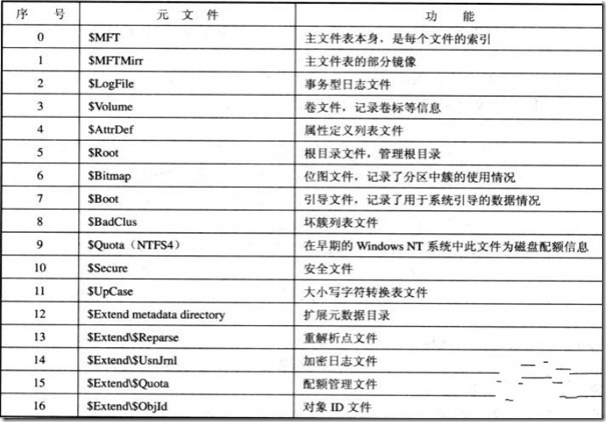 序 号 元 文 件 功 能
0 $MFT 主文件表本身，是每个文件的索引
1 $MFTMirr 主文件表的部分镜像
2 $LogFile 事务型日志文件
3 $Volume 卷文件，记录卷标等信息
4 $AttrDef 属性定义列表文件
5 $Root 根目录文件，管理根目录
6 $Bitmap 位图文件，记录了分区中簇的使用情况
7 $Boot 引导文件，记录了用于系统引导的数据情况
8 $BadClus 坏簇列表文件
9 $Quota（NTFS4） 在早期的 Windows NT 系统中此文件为磁盘配额信息
10 $Secure 安全文件
11 $UpCase 大小写字符转换表文件
12 $Extend metadata directory 扩展元数据目录
13 $Extend\$Reparse 重解析点文件
14 $Extend\$UsnJrnl 加密日志文件
15 $Extend\$Quota 配额管理文件
16 $Extend\$ObjId 对象 ID 文件